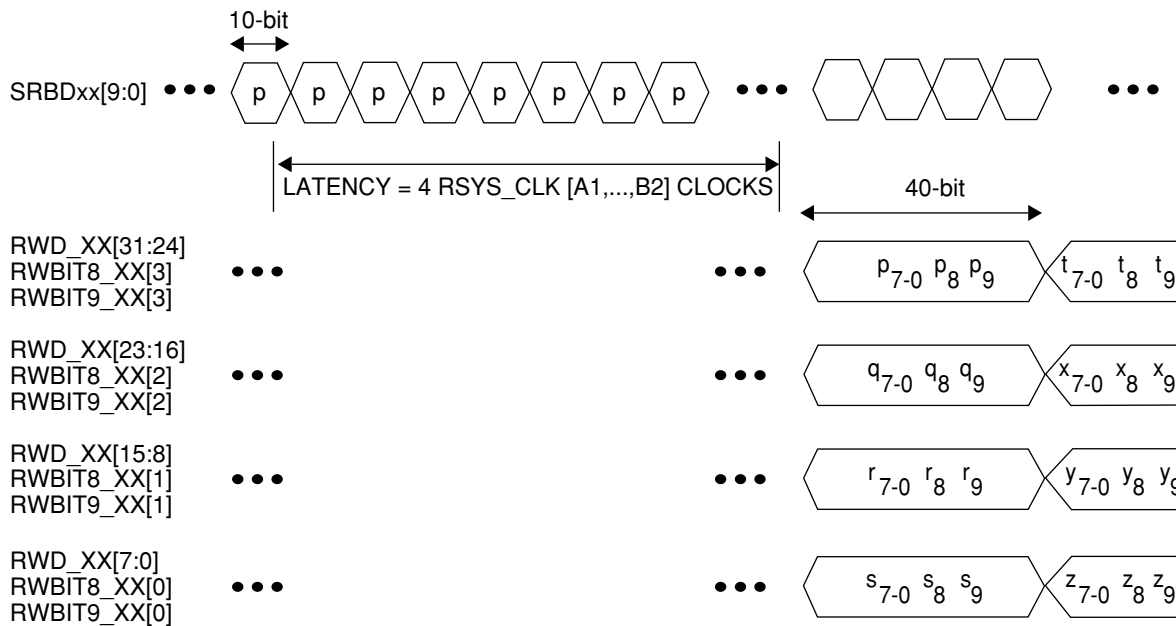 10-bit
SRBDxx[9:0] ••• p p p p p p p p ••• •••
LATENCY = 4 RSYS_CLK [A1,...,B2] CLOCKS
40-bit
RWD_XX[31:24]
RWBIT8_XX[3] ••• ••• p7-0 p8 p9 t7-0 t8 t9
RWBIT9_XX[3]
RWD_XX[23:16]
RWBIT8_XX[2] ••• ••• q7-0 q8 q9 x7-0 x8 x9
RWBIT9_XX[2]
RWD_XX[15:8]
RWBIT8_XX[1] ••• ••• r7-0 r8 r9 y7-0 y8 y9
RWBIT9_XX[1]
RWD_XX[7:0]
RWBIT8_XX[0] ••• ••• s7-0 s8 s9 z7-0 z8 z9
RWBIT9_XX[0]